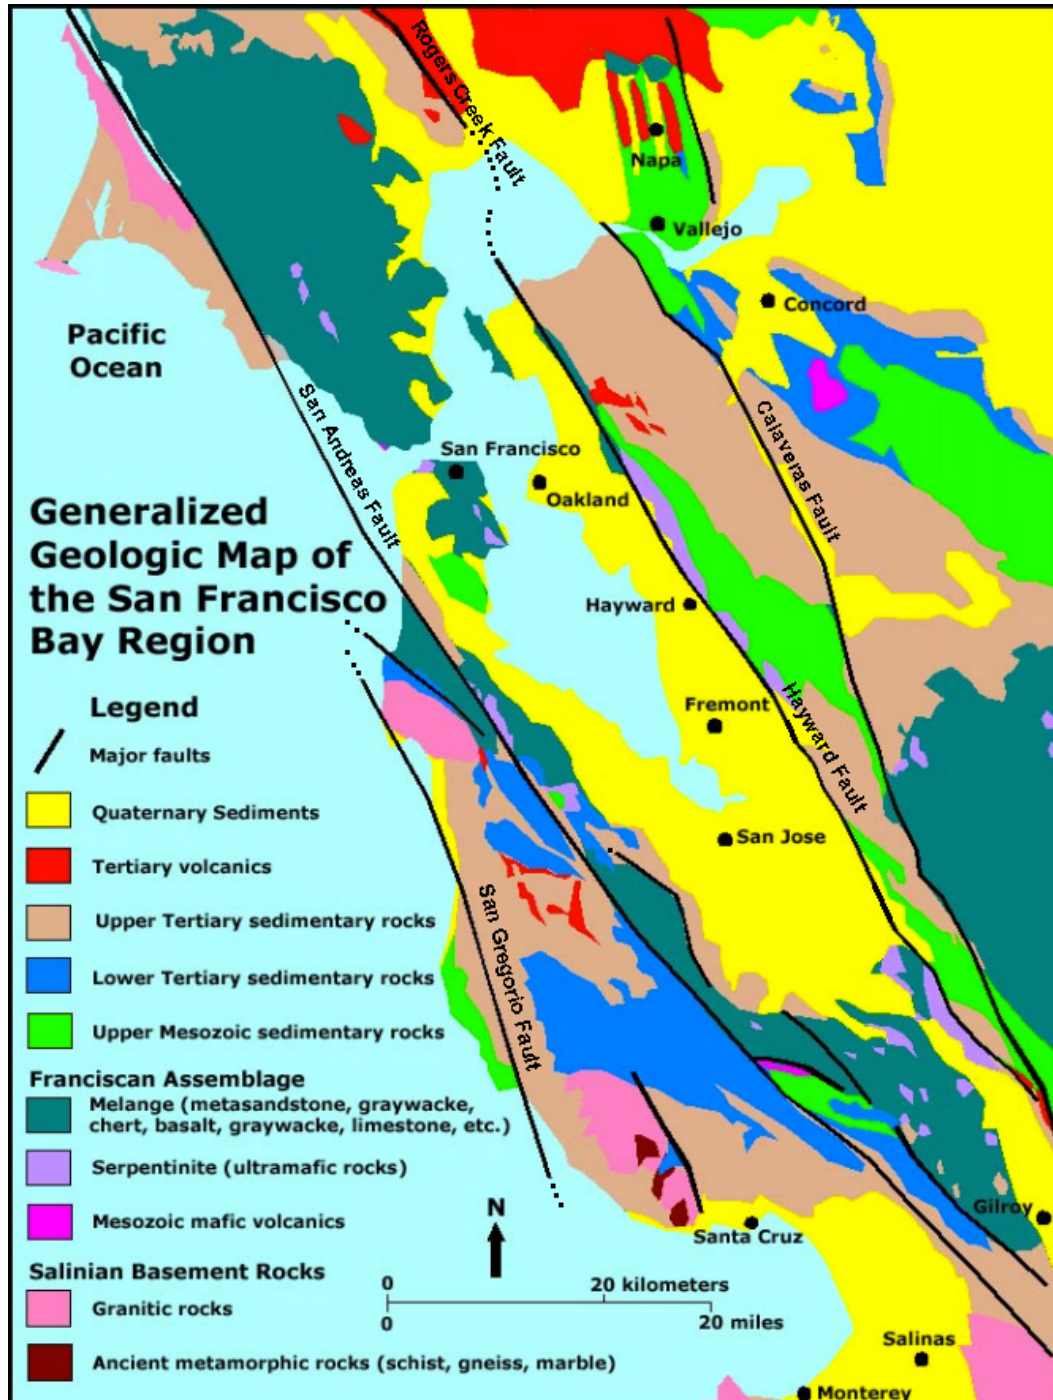 Rogers Creek Fault
Napa
Vallejo
Concord
Pacific
Ocean
San Andreas Fault
Calaveras Fault
San Francisco
Oakland
Generalized
Geologic Map of
the San Francisco
Bay Region
Hayward
Fremont
Hayward Fault
San Jose
San Gregorio Fault
Legend
Major faults
Quaternary Sediments
Tertiary volcanics
Upper Tertiary sedimentary rocks
Lower Tertiary sedimentary rocks
Upper Mesozoic sedimentary rocks
Franciscan Assemblage
Melange (metasandstone, graywacke,
chert, basalt, graywacke, limestone, etc.)
Serpentinite (ultramafic rocks)
Mesozoic mafic volcanics
Salinian Basement Rocks
Granitic rocks
Ancient metamorphic rocks (schist, gneiss, marble)
N
Gilroy
Santa Cruz
0 20 kilometers
0 20 miles
Salinas
Monterey